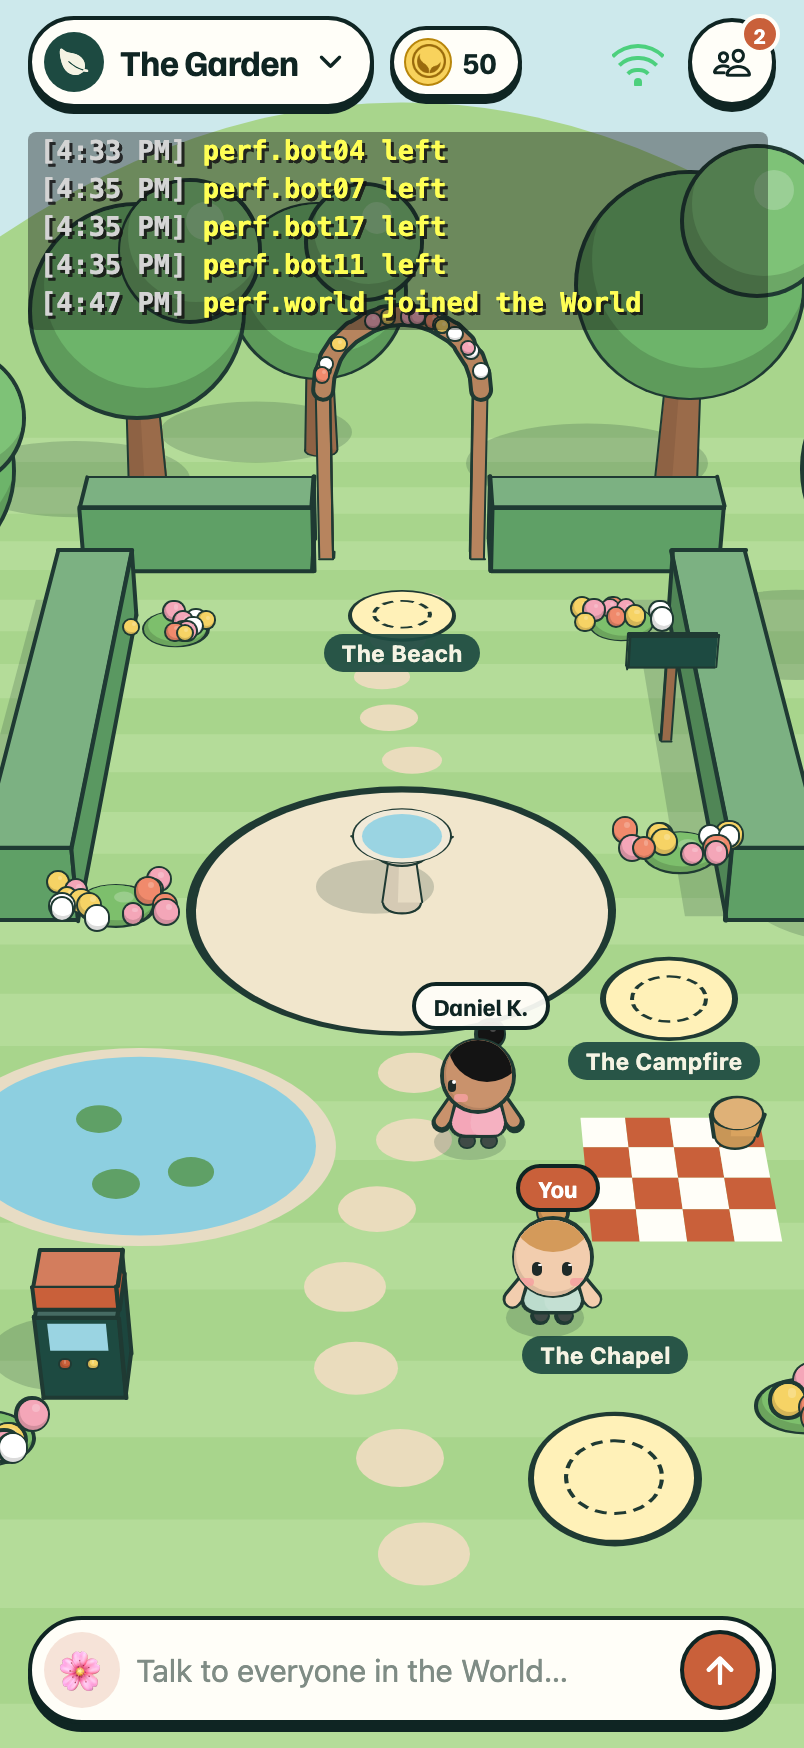 The Garden
50
2
[4:33 PM] perf.bot04 left
[4:35 PM] perf.bot07 left
[4:35 PM] perf.bot17 left
[4:35 PM] perf.bot11 left
[4:47 PM] perf.world joined the World
The Beach
Daniel K.
The Campfire
You
The Chapel
Talk to everyone in the World...